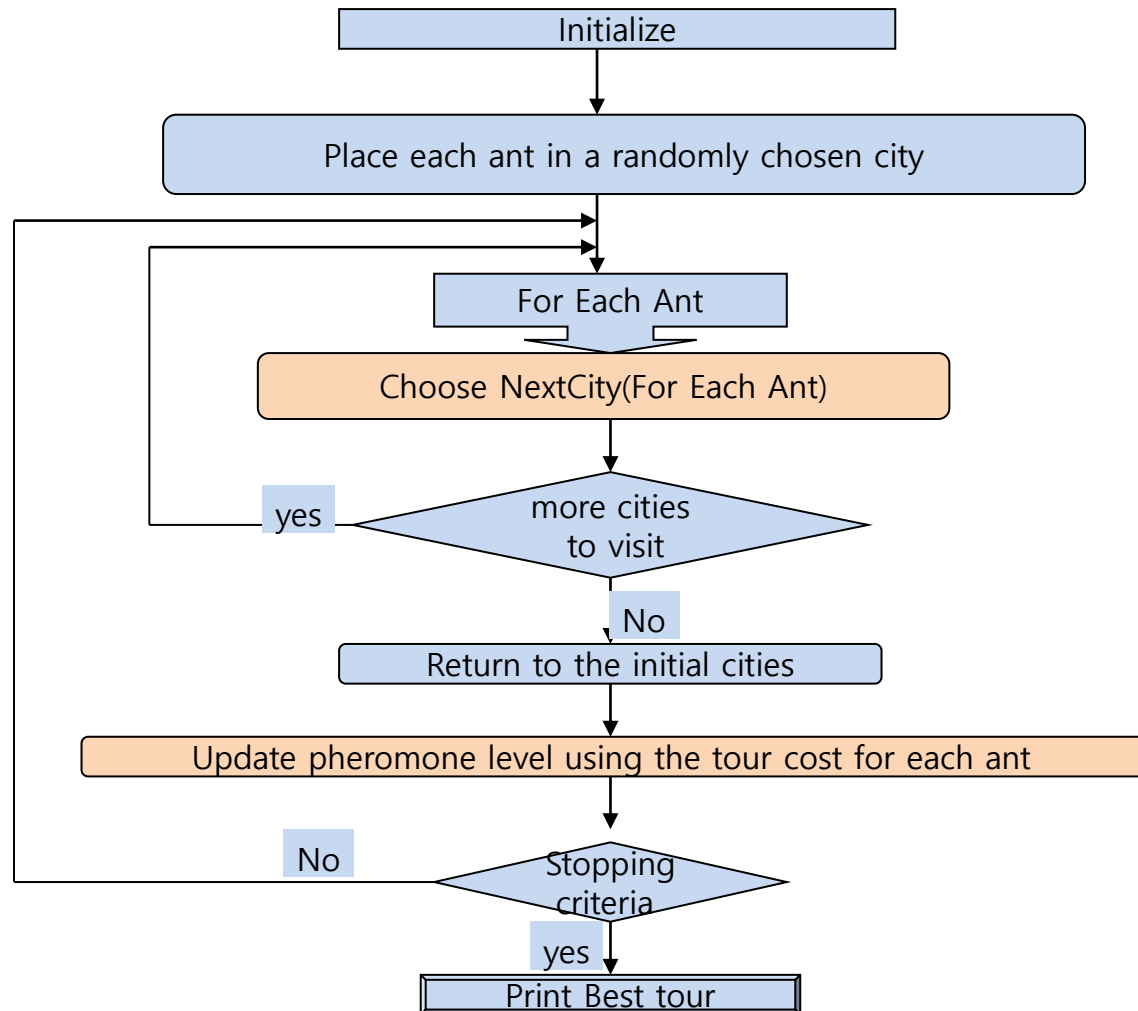 Initialize
Place each ant in a randomly chosen city
For Each Ant
Choose NextCity(For Each Ant)
yes
more cities
to visit
No
Return to the initial cities
Update pheromone level using the tour cost for each ant
No
Stopping
criteria
yes
Print Best tour